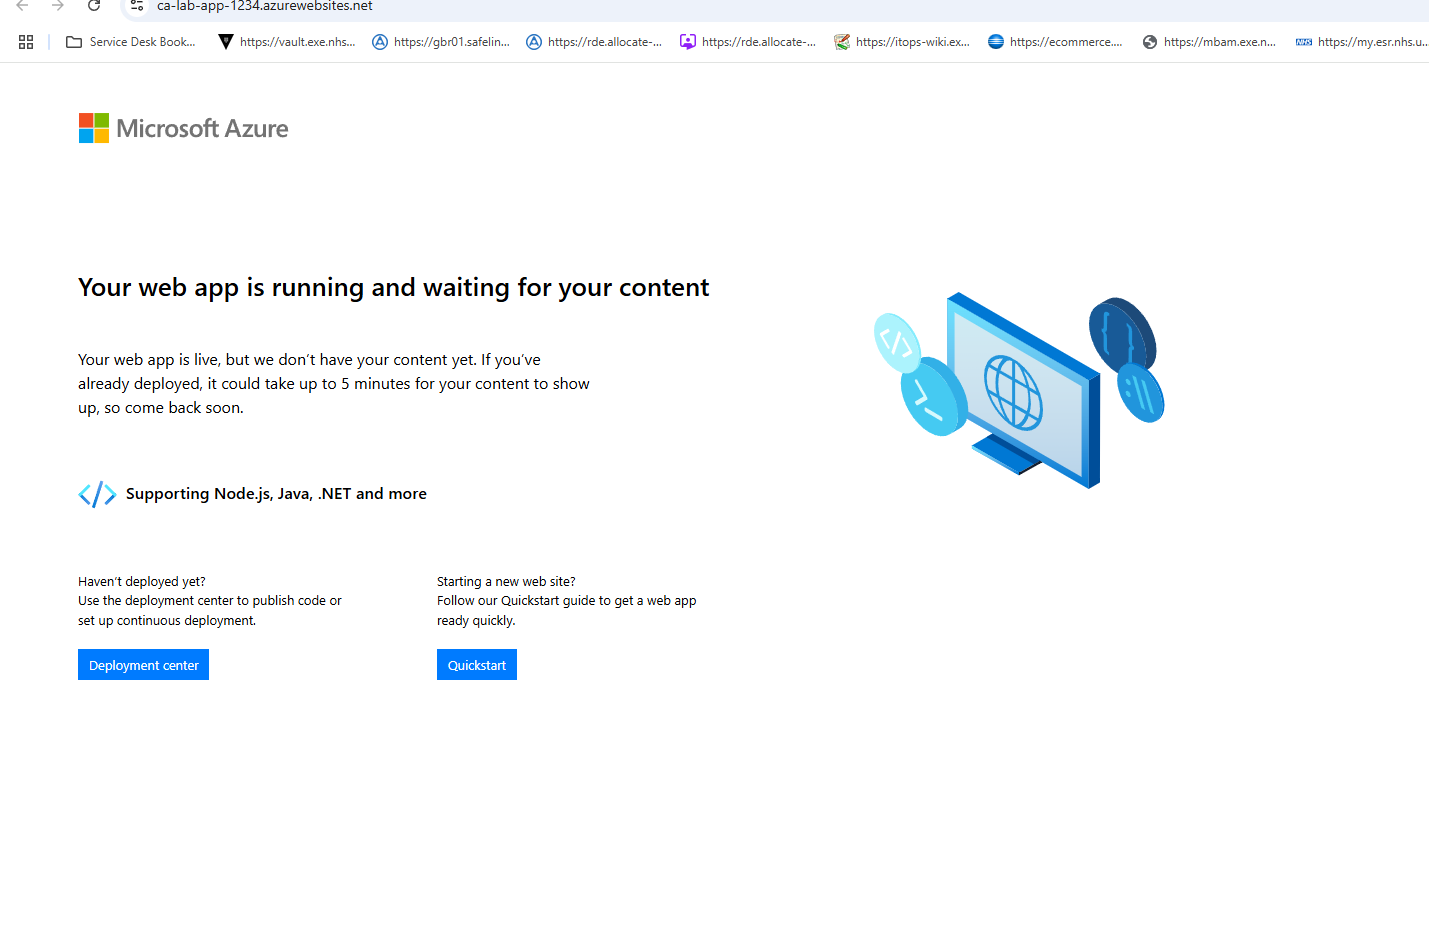 ca-lab-app-1234.azurewebsites.net
Service Desk Book... https://vault.exe.nhs... https://gbr01.safelin... https://rde.allocate-... https://rde.allocate-... https://itops-wiki.ex... https://ecommerce.... https://mbam.exe.n... NHS https://my.esr.nhs.u...
Microsoft Azure
Your web app is running and waiting for your content
Your web app is live, but we don’t have your content yet. If you’ve
already deployed, it could take up to 5 minutes for your content to show
up, so come back soon.
</> Supporting Node.js, Java, .NET and more
Haven’t deployed yet?
Use the deployment center to publish code or
set up continuous deployment.
Deployment center
Starting a new web site?
Follow our Quickstart guide to get a web app
ready quickly.
Quickstart